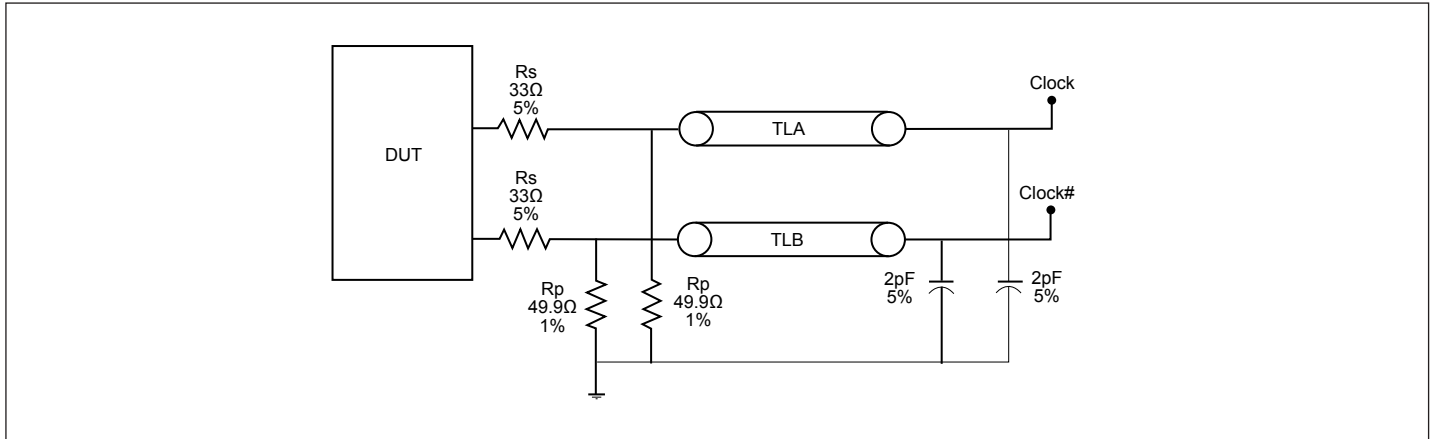 Rs
33Ω
5%
Clock
TLA
DUT
Rs
33Ω
5%
Clock#
TLB
Rp
49.9Ω
1%
Rp
49.9Ω
1%
2pF
5%
2pF
5%